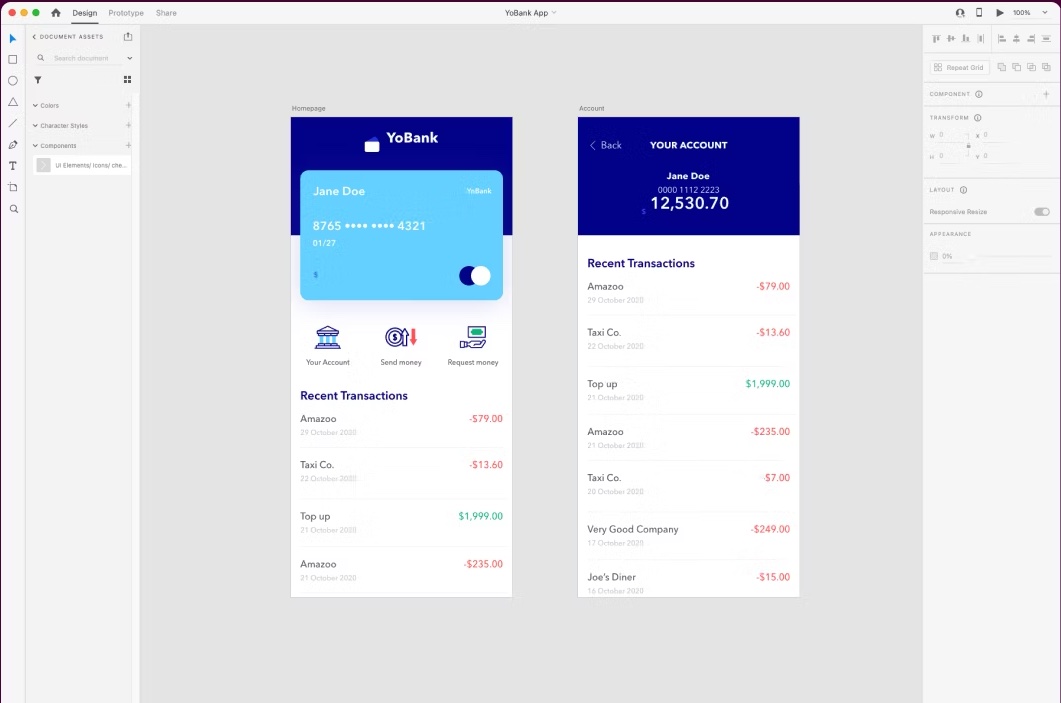 Design Prototype Share YoBank App 100%
DOCUMENT ASSETS
Search document
Colors
Character Styles
Components
UI Elements/ Icons/ che...
Homepage
YoBank
Jane Doe YoBank
8765 •••• •••• 4321
01/27
$
Your Account Send money Request money
Recent Transactions
Amazoo -$79.00
29 October 2020
Taxi Co. -$13.60
22 October 2020
Top up $1,999.00
21 October 2020
Amazoo -$235.00
21 October 2020
Account
Back YOUR ACCOUNT
Jane Doe
0000 1112 2223
$ 12,530.70
Recent Transactions
Amazoo -$79.00
29 October 2020
Taxi Co. -$13.60
22 October 2020
Top up $1,999.00
21 October 2020
Amazoo -$235.00
21 October 2020
Taxi Co. -$7.00
20 October 2020
Very Good Company -$249.00
17 October 2020
Joe's Diner -$15.00
16 October 2020
Repeat Grid
COMPONENT
TRANSFORM
W 0 X 0
0 Y 0
LAYOUT
Responsive Resize
APPEARANCE
0%